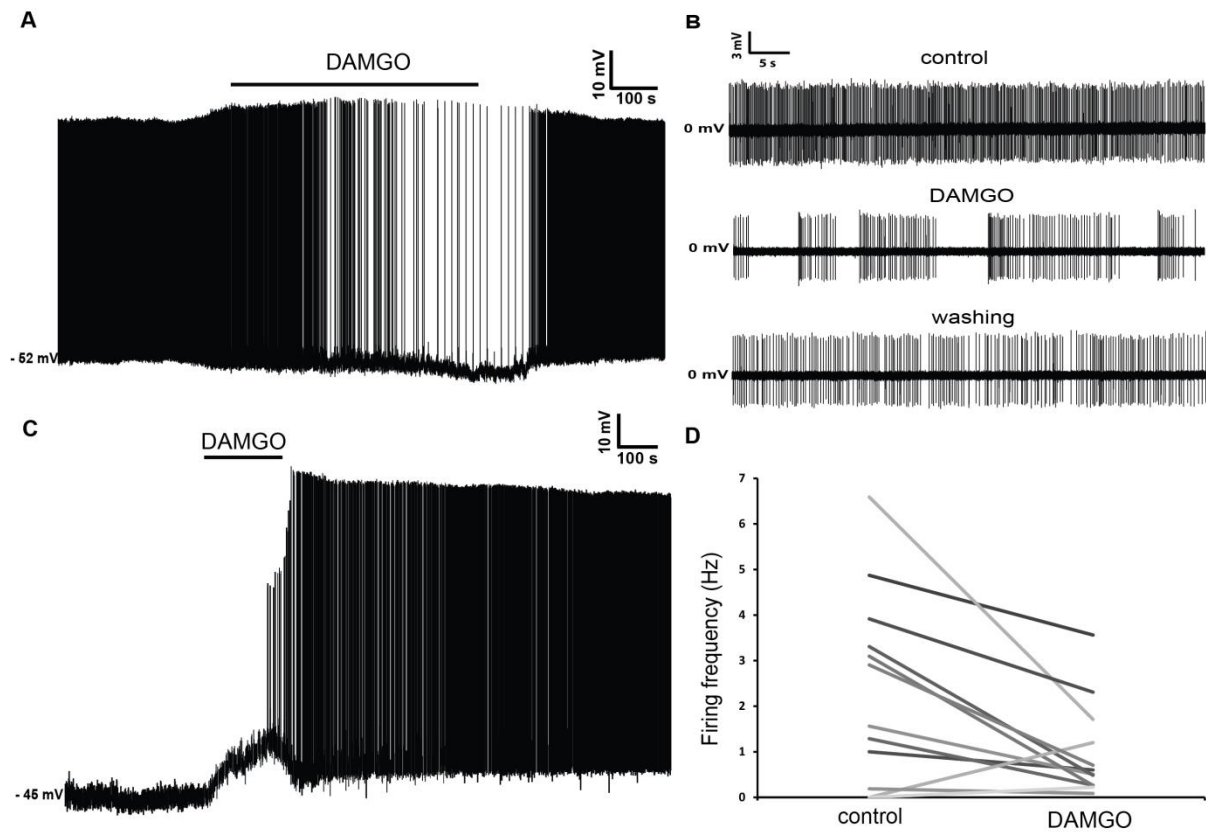 A
DAMGO
10 mV
100 s
- 52 mV
B
3 mV
5 s
control
0 mV
DAMGO
0 mV
washing
0 mV
C
DAMGO
10 mV
100 s
- 45 mV
D
Firing frequency (Hz)
7
6
5
4
3
2
1
0
control
DAMGO